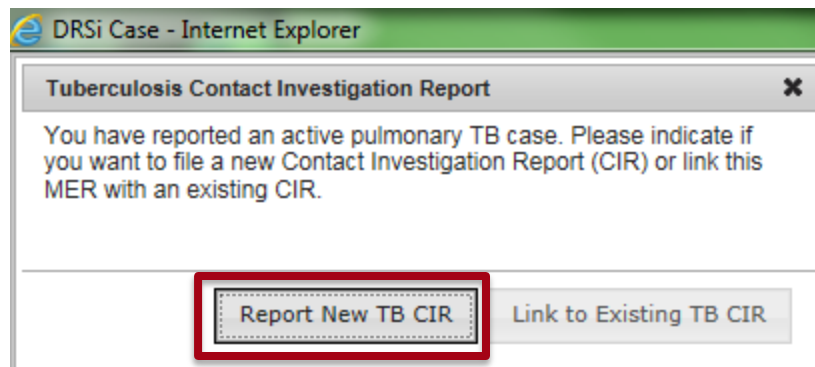 DRSi Case - Internet Explorer
Tuberculosis Contact Investigation Report
You have reported an active pulmonary TB case. Please indicate if
you want to file a new Contact Investigation Report (CIR) or link this
MER with an existing CIR.
Report New TB CIR Link to Existing TB CIR